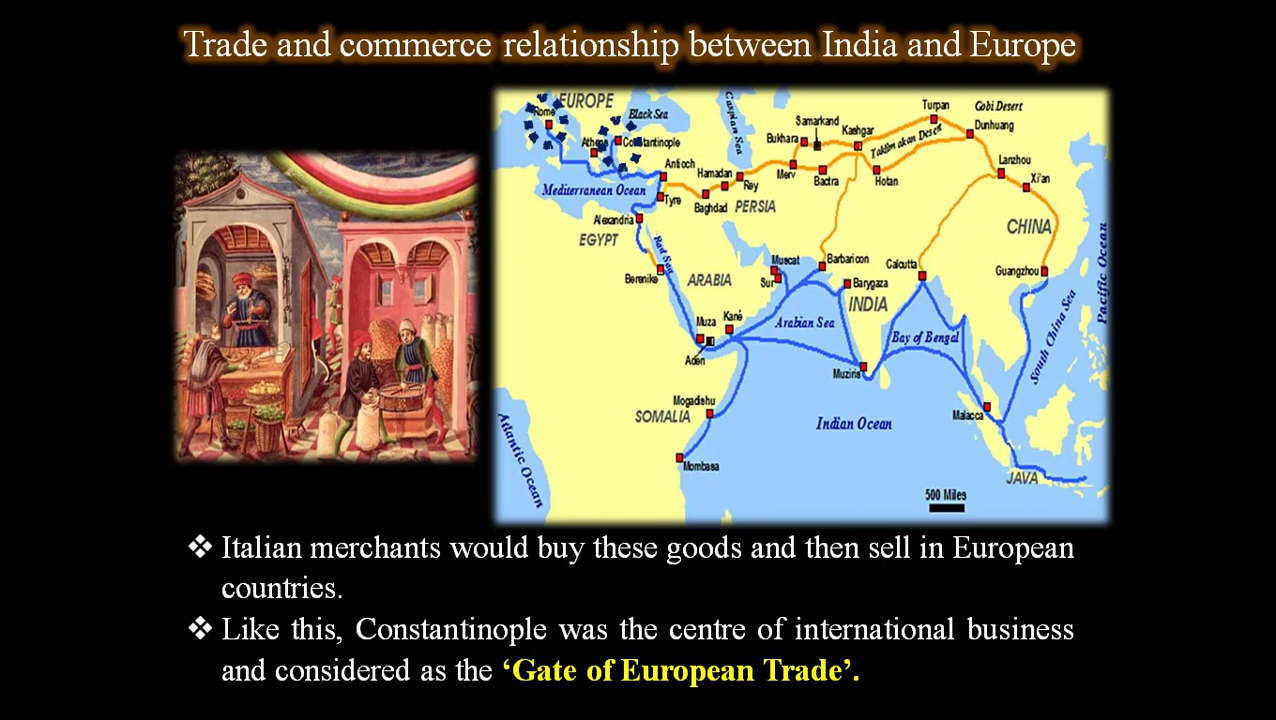 Trade and commerce relationship between India and Europe
EUROPE
Rome
Black Sea
Caspian Sea
Athens
Constantinople
Mediterranean Ocean
Antioch
Tyre
Hamadan
Baghdad
Rey
PERSIA
Bukhara
Samarkand
Merv
Bactra
Kashgar
Taklim akan Desert
Hotan
Turpan
Gobi Desert
Dunhuang
Lanzhou
Xi'an
CHINA
Guangzhou
Pacific Ocean
Alexandria
EGYPT
Red Sea
Berenike
ARABIA
Muscat
Sur
Barbaricon
Barygaza
INDIA
Calcutta
Muza
Kané
Aden
Arabian Sea
Bay of Bengal
South China Sea
Muziris
Mogadishu
SOMALIA
Malacca
Atlantic Ocean
Indian Ocean
Mombasa
JAVA
500 Miles
❖ Italian merchants would buy these goods and then sell in European
countries.
❖ Like this, Constantinople was the centre of international business
and considered as the ‘Gate of European Trade’.